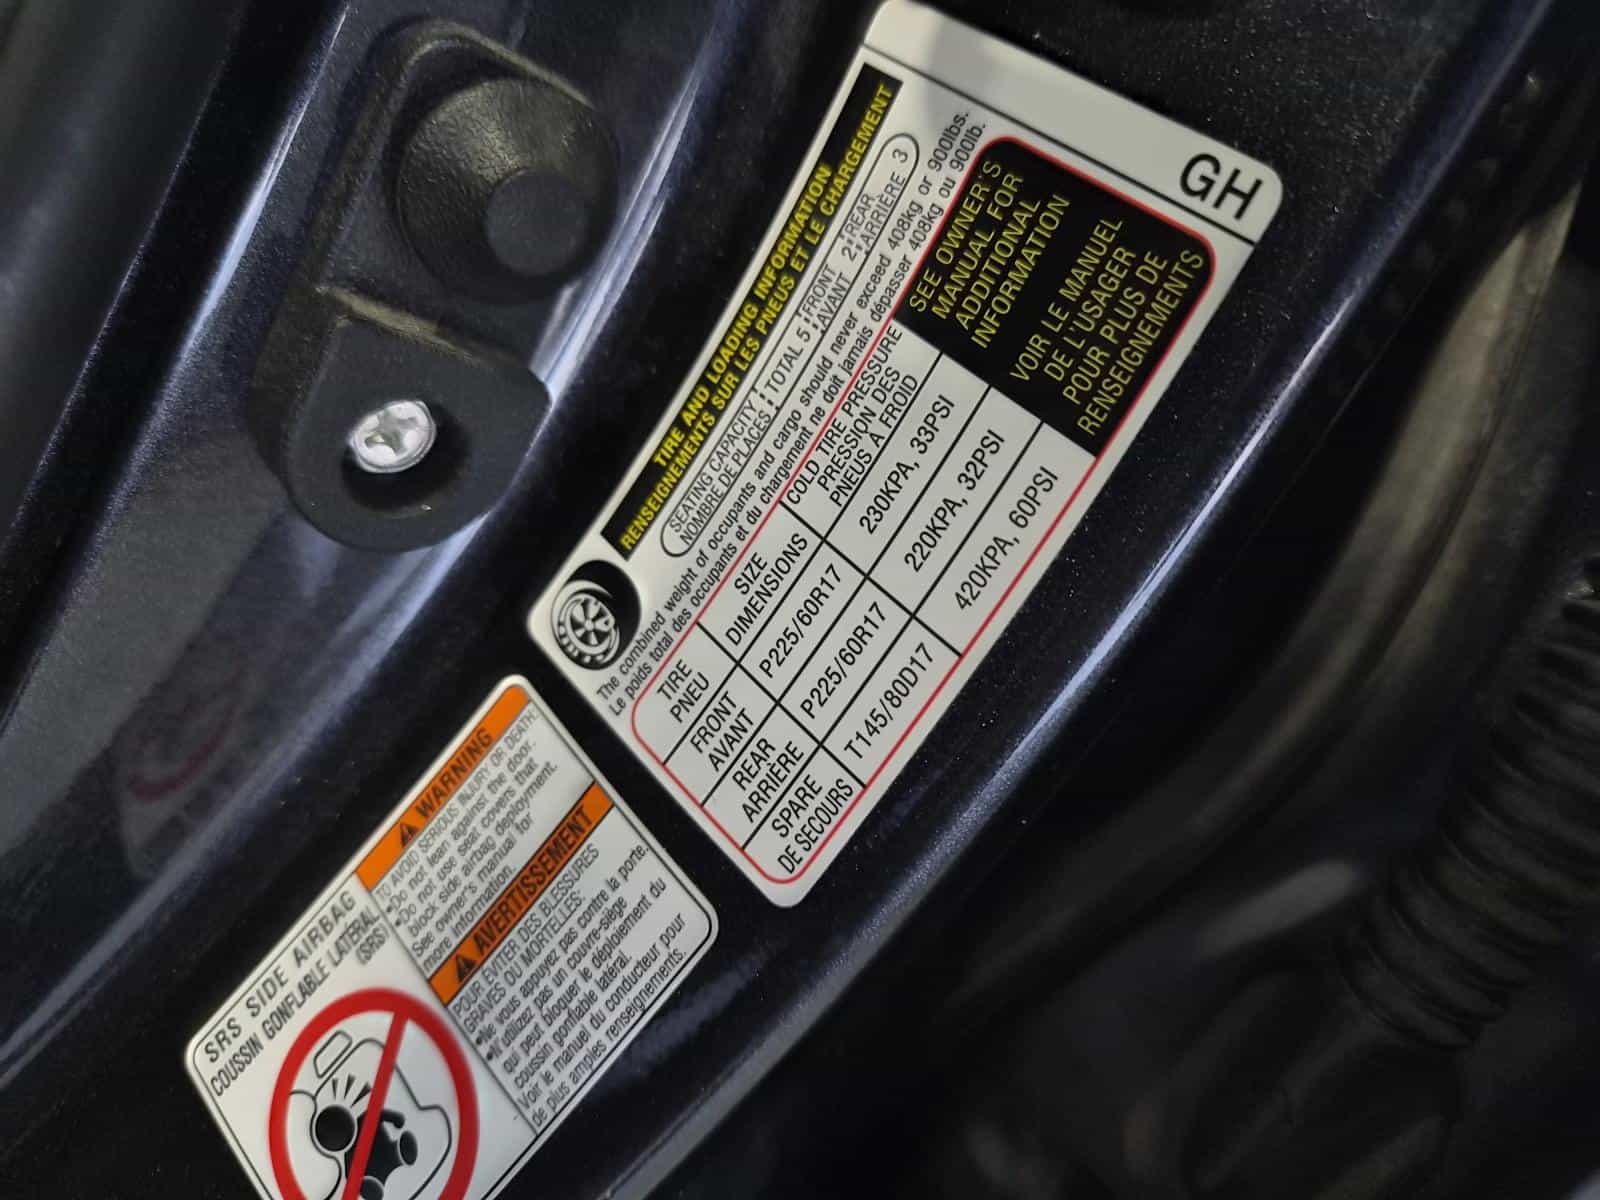 GH
TIRE AND LOADING INFORMATION
RENSEIGNEMENTS SUR LES PNEUS ET LE CHARGEMENT
SEATING CAPACITY TOTAL 5 FRONT 2 REAR 3
NOMBRE DE PLACES AVANT ARRIÈRE
The combined weight of occupants and cargo should never exceed 408kg or 900lbs.
Le poids total des occupants et du chargement ne doit jamais dépasser 408kg ou 900lb.
TIRE SIZE COLD TIRE PRESSURE
PNEU DIMENSIONS PRESSION DES
PNEUS À FROID
FRONT P225/60R17 230KPA, 33PSI
AVANT
REAR P225/60R17 220KPA, 32PSI
ARRIÈRE
SPARE T145/80D17 420KPA, 60PSI
DE SECOURS
SEE OWNER'S
MANUAL FOR
ADDITIONAL
INFORMATION
VOIR LE MANUEL
DE L'USAGER
POUR PLUS DE
RENSEIGNEMENTS
SRS SIDE AIRBAG
COUSSIN GONFLABLE LATÉRAL
(SRS)
WARNING
TO AVOID SERIOUS INJURY OR DEATH:
•Do not lean against the door.
•Do not use seat covers that
block side airbag deployment.
See owner's manual for
more information.
AVERTISSEMENT
POUR ÉVITER DES BLESSURES
GRAVES OU MORTELLES:
•Ne vous appuyez pas contre la porte.
•N'utilisez pas un couvre-siège
qui peut bloquer le déploiement du
coussin gonflable latéral.
Voir le manuel du conducteur pour
de plus amples renseignements.